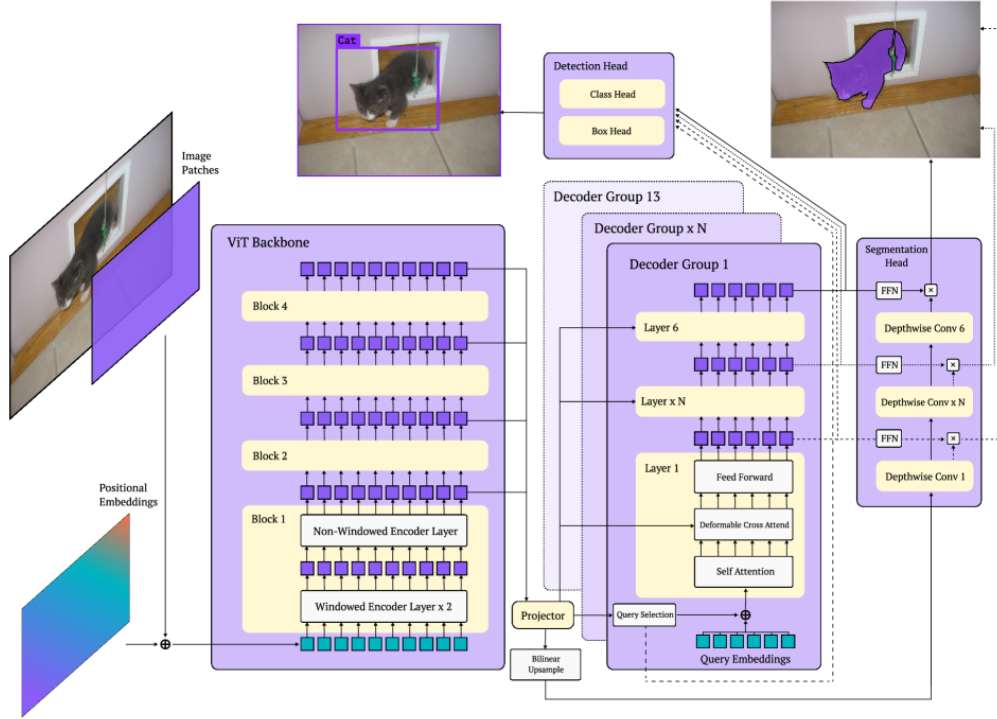 Cat
Detection Head
Class Head
Box Head
Image
Patches
Positional
Embeddings
ViT Backbone
Block 4
Block 3
Block 2
Block 1
Non-Windowed Encoder Layer
Windowed Encoder Layer x 2
Projector
Bilinear
Upsample
Decoder Group 13
Decoder Group x N
Decoder Group 1
Layer 6
Layer x N
Layer 1
Feed Forward
Deformable Cross Attend
Self Attention
Query Selection
Query Embeddings
Segmentation
Head
FFN
×
Depthwise Conv 6
FFN
×
Depthwise Conv x N
FFN
×
Depthwise Conv 1